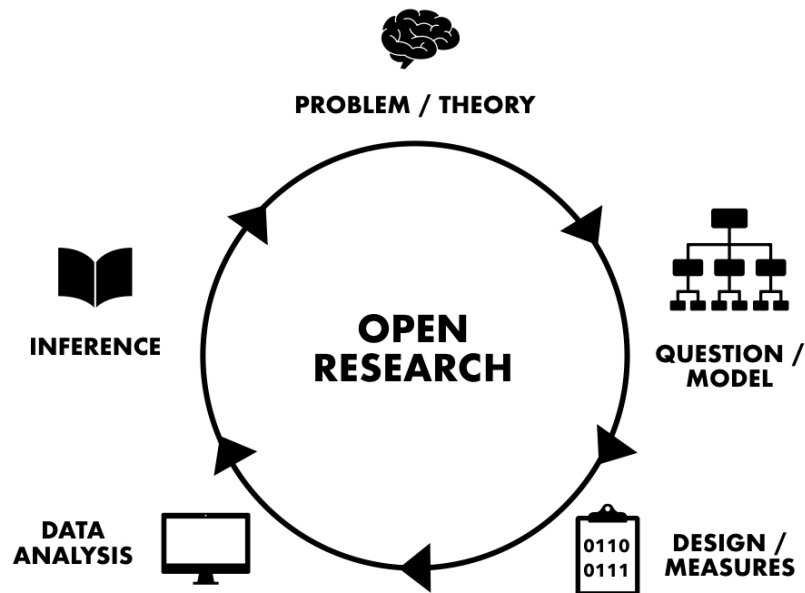 PROBLEM / THEORY
OPEN
RESEARCH
QUESTION /
MODEL
0110
0111
DESIGN /
MEASURES
DATA
ANALYSIS
INFERENCE